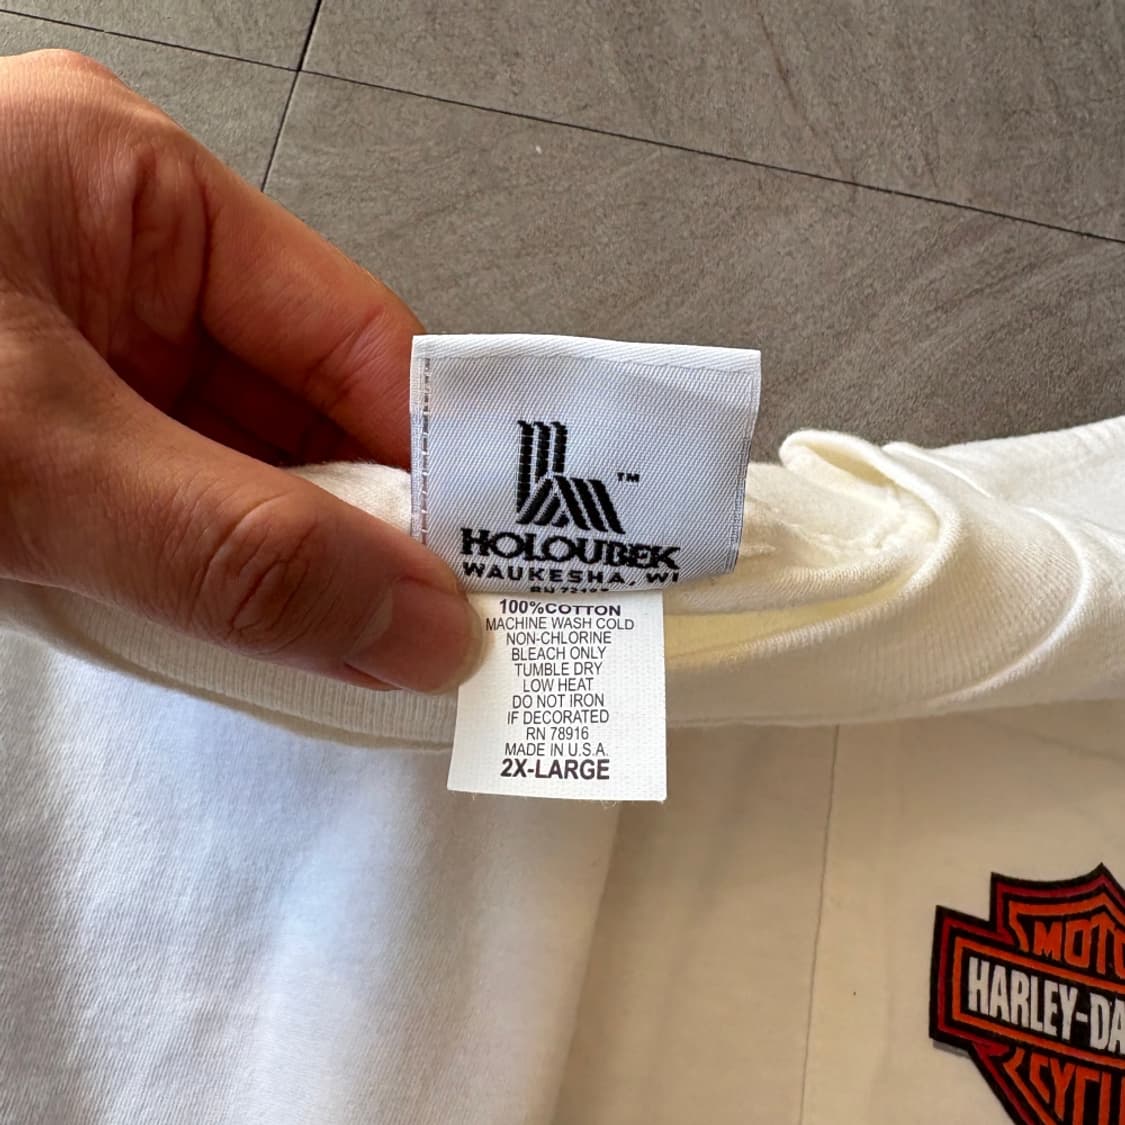 TM
HOLOUBEK
WAUKESHA, WI
100%COTTON
MACHINE WASH COLD
NON-CHLORINE
BLEACH ONLY
TUMBLE DRY
LOW HEAT
DO NOT IRON
IF DECORATED
RN 78916
MADE IN U.S.A.
2X-LARGE
HARLEY-DA